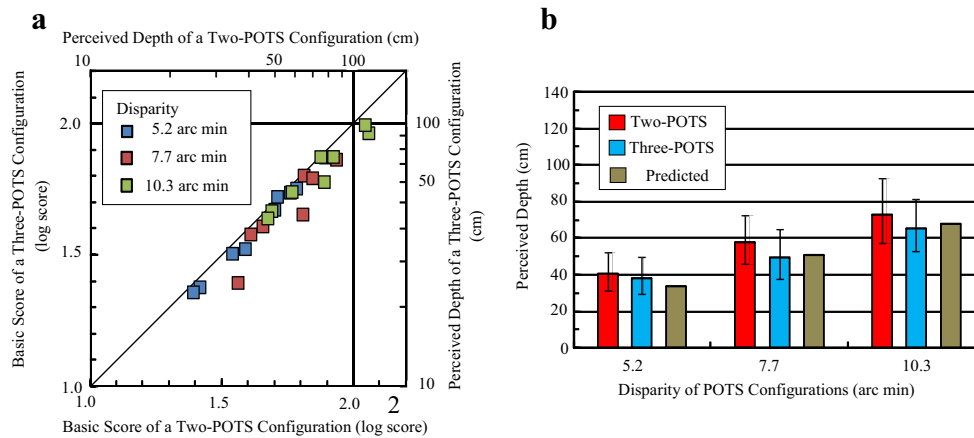 a
Perceived Depth of a Two-POTS Configuration (cm)
10 50 100
Basic Score of a Three-POTS Configuration
(log score)
2.0
1.5
1.0
Disparity
5.2 arc min
7.7 arc min
10.3 arc min
100
50
10
Perceived Depth of a Three-POTS Configuration
(cm)
1.0 1.5 2.0 2
Basic Score of a Two-POTS Configuration (log score)
b
Perceived Depth (cm)
140
120
100
80
60
40
20
0
Two-POTS
Three-POTS
Predicted
5.2 7.7 10.3
Disparity of POTS Configurations (arc min)